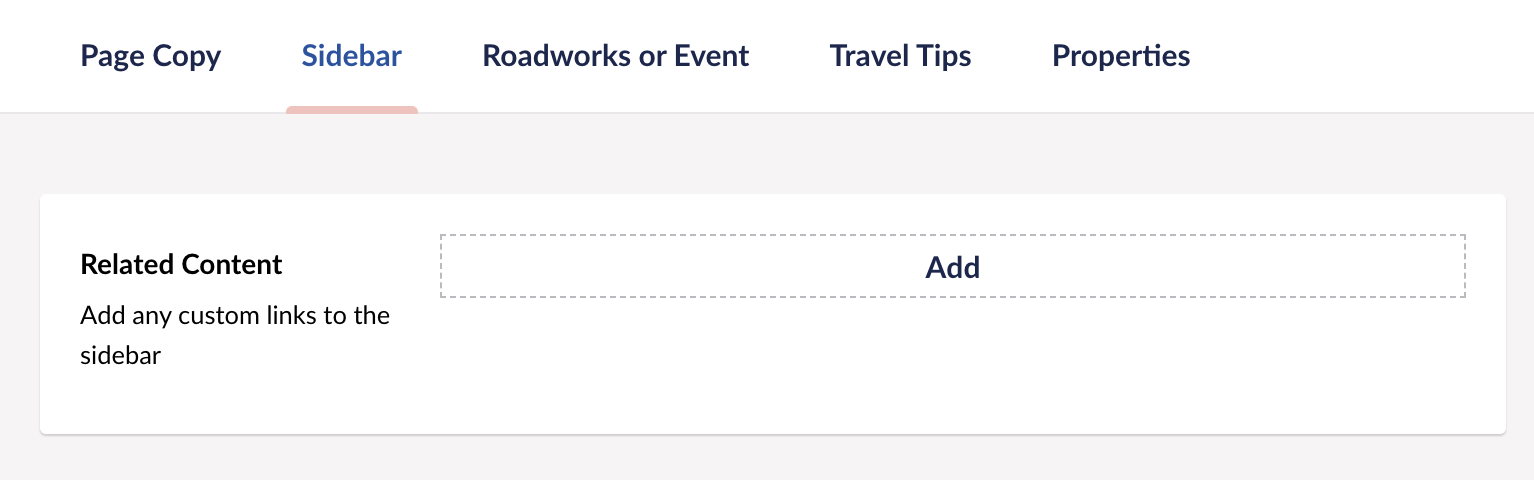 Page Copy Sidebar Roadworks or Event Travel Tips Properties
Related Content
Add
Add any custom links to the
sidebar